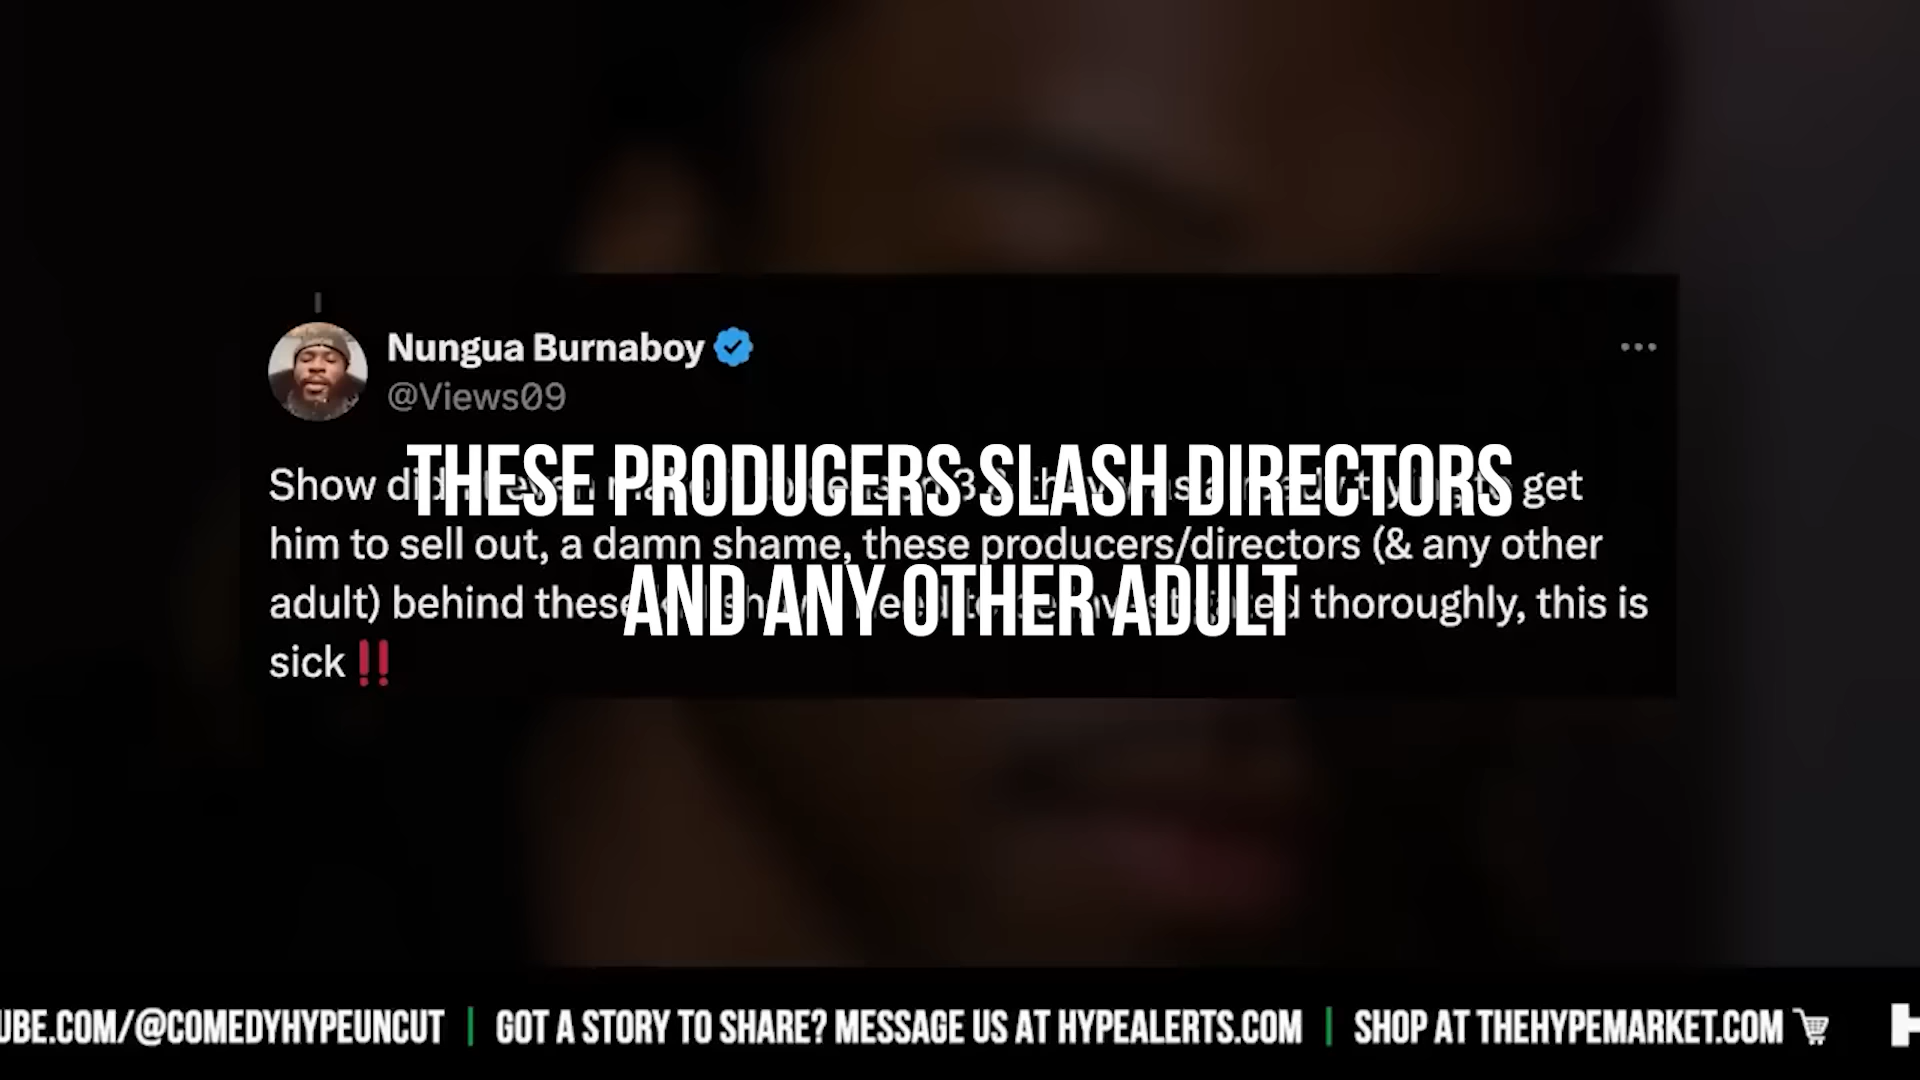 Nungua Burnaboy
@Views09
THESE PRODUCERS SLASH DIRECTORS
Show get
him to sell out, a damn shame, these producers/directors (& any other
AND ANY OTHER ADULT
adult) behind these thoroughly, this is
sick‼️
UBE.COM/@COMEDYHYPEUNCUT | GOT A STORY TO SHARE? MESSAGE US AT HYPEALERTS.COM | SHOP AT THEHYPEMARKET.COM